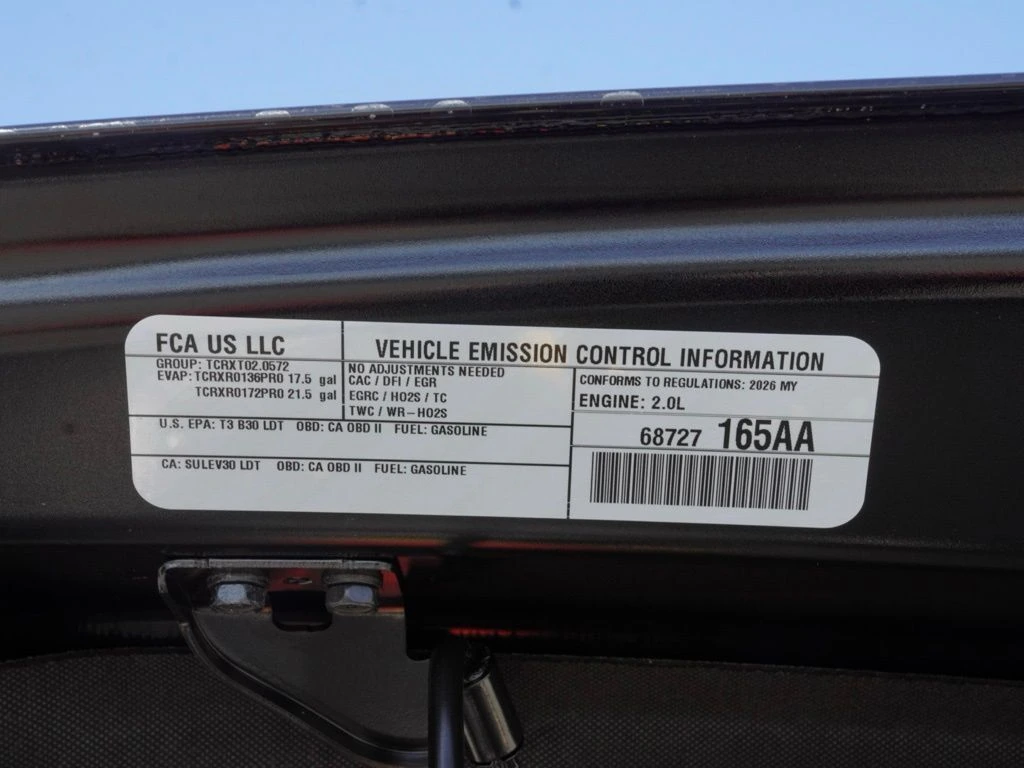 FCA US LLC
GROUP: TCRXT02.0572
EVAP: TCRXR0136PR0 17.5 gal
TCRXR0172PR0 21.5 gal
VEHICLE EMISSION CONTROL INFORMATION
NO ADJUSTMENTS NEEDED
CAC / DFI / EGR
EGRC / HO2S / TC
TWC / WR-HO2S
CONFORMS TO REGULATIONS: 2026 MY
ENGINE: 2.0L
68727 165AA
U.S. EPA: T3 B30 LDT OBD: CA OBD II FUEL: GASOLINE
CA: SULEV30 LDT OBD: CA OBD II FUEL: GASOLINE